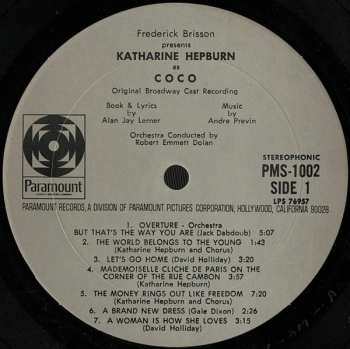 Frederick Brisson
presents
KATHARINE HEPBURN
as
COCO
Original Broadway Cast Recording
Book & Lyrics
by
Alan Jay Lerner
Music
by
Andre Previn
Orchestra Conducted by
Robert Emmett Dolan
Paramount
STEREOPHONIC
PMS-1002
SIDE 1
LPS 76957
PARAMOUNT RECORDS, A DIVISION OF PARAMOUNT PICTURES CORPORATION, HOLLYWOOD, CALIFORNIA 90028
1. OVERTURE - Orchestra
BUT THAT'S THE WAY YOU ARE (Jack Dabdoub)
2. THE WORLD BELONGS TO THE YOUNG 1:43
(Katharine Hepburn and Chorus)
3. LET'S GO HOME (David Holliday) 3:20
4. MADEMOISELLE CLICHE DE PARIS ON THE
CORNER OF THE RUE CAMBON 5:17
(Katharine Hepburn)
5. THE MONEY RINGS OUT LIKE FREEDOM 7:20
(Katharine Hepburn and Chorus)
6. A BRAND NEW DRESS (Gale Dixon) 2:06
7. A WOMAN IS HOW SHE LOVES 3:15
(David Holliday)